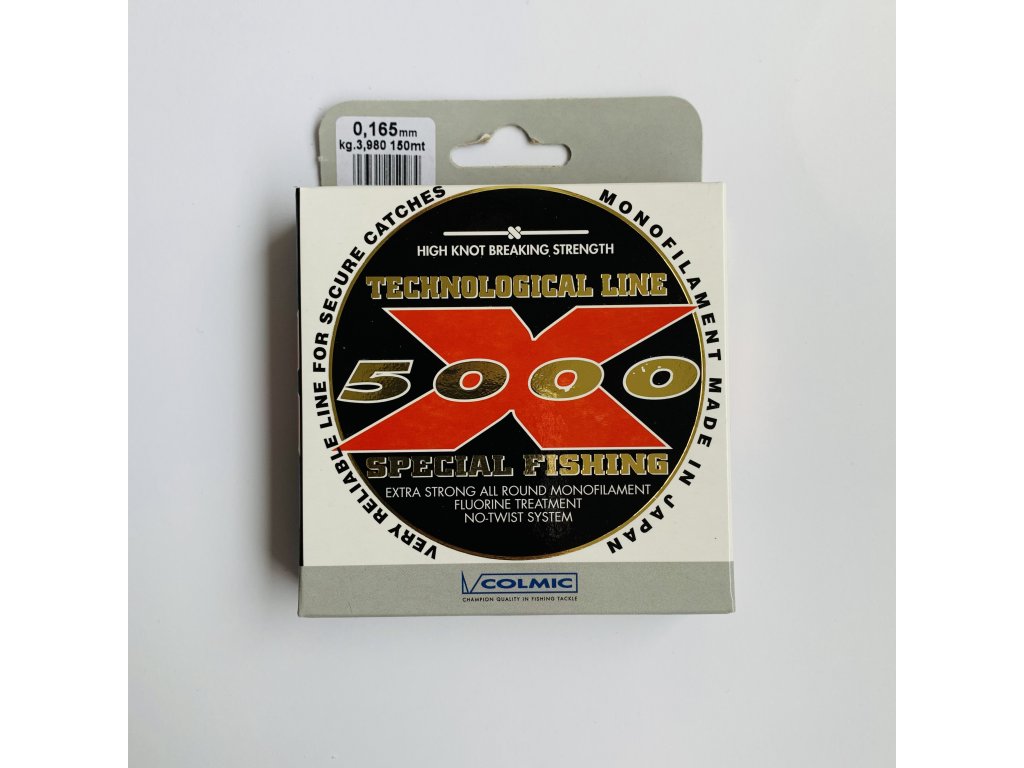 0,165mm
kg.3,980 150mt
VERY RELIABLE LINE FOR SECURE CATCHES
MONOFILAMENT MADE IN JAPAN
HIGH KNOT BREAKING STRENGTH
TECHNOLOGICAL LINE
X
5000
SPECIAL FISHING
EXTRA STRONG ALL ROUND MONOFILAMENT
FLUORINE TREATMENT
NO-TWIST SYSTEM
COLMIC
CHAMPION QUALITY IN FISHING TACKLE